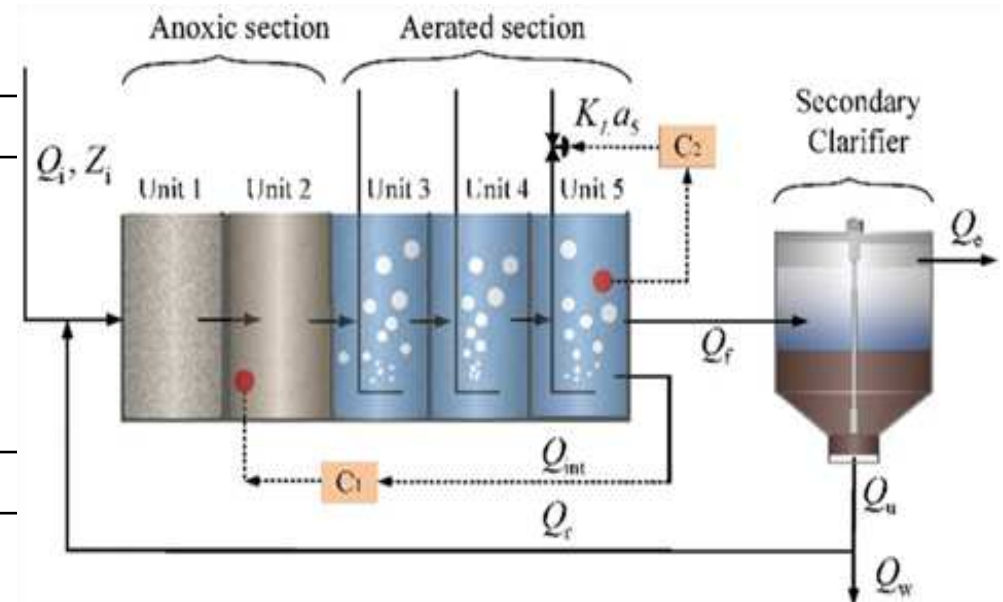 Anoxic section
Aerated section
Secondary
Clarifier
K_L a_5
C_2
Q_i, Z_i
Unit 1
Unit 2
Unit 3
Unit 4
Unit 5
Q_e
Q_f
Q_int
C_1
Q_r
Q_u
Q_w